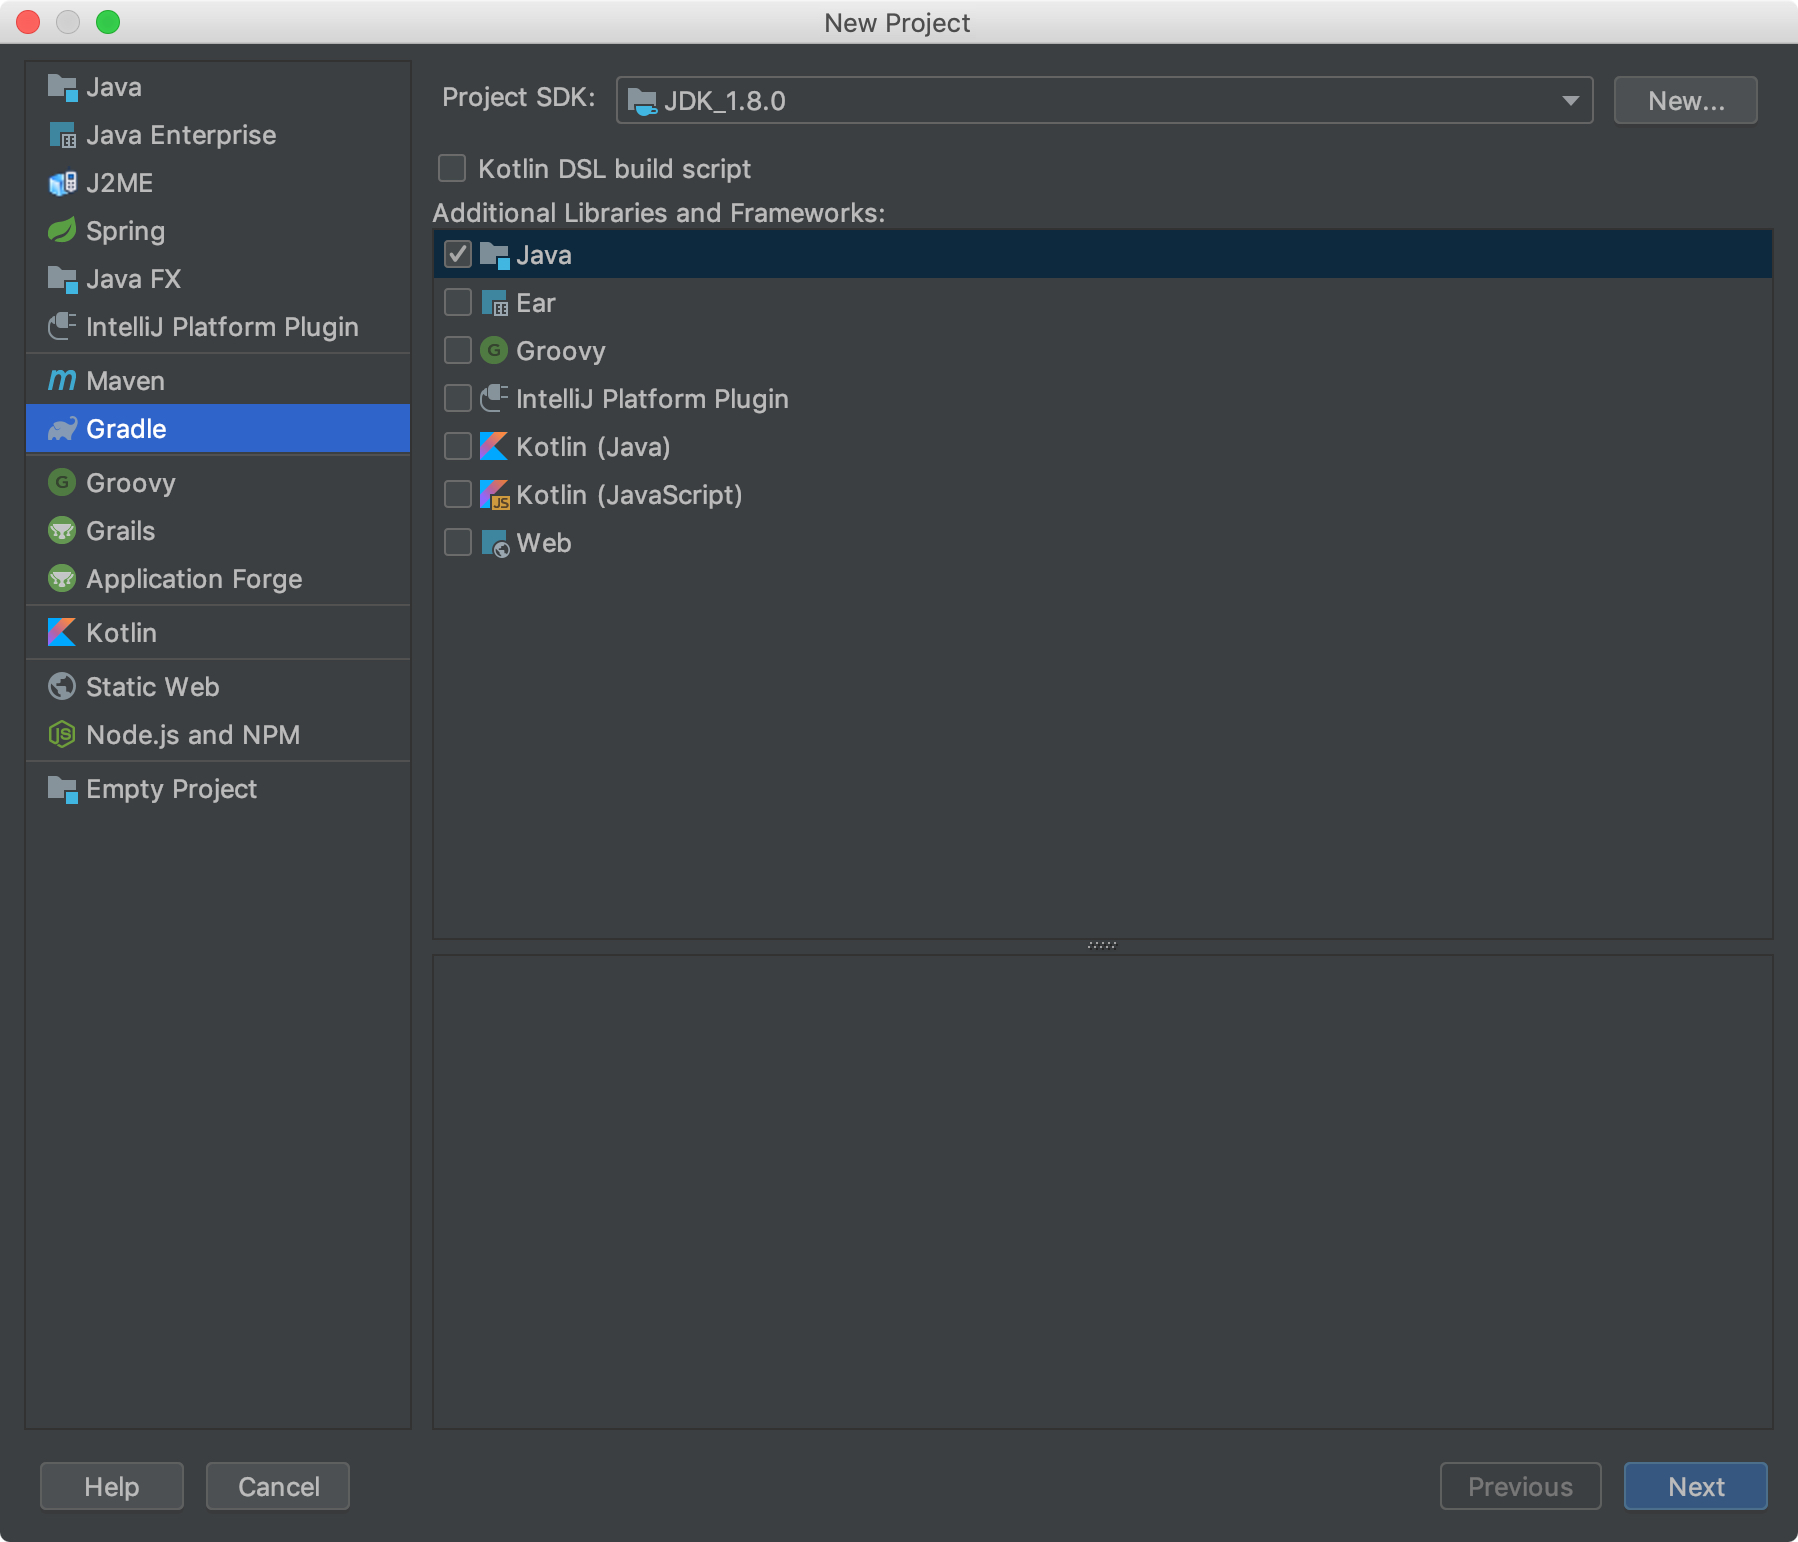 New Project
Java
Java Enterprise
J2ME
Spring
Java FX
IntelliJ Platform Plugin
Maven
Gradle
Groovy
Grails
Application Forge
Kotlin
Static Web
Node.js and NPM
Empty Project
Project SDK: JDK_1.8.0 New...
Kotlin DSL build script
Additional Libraries and Frameworks:
Java
Ear
Groovy
IntelliJ Platform Plugin
Kotlin (Java)
Kotlin (JavaScript)
Web
Help Cancel Previous Next